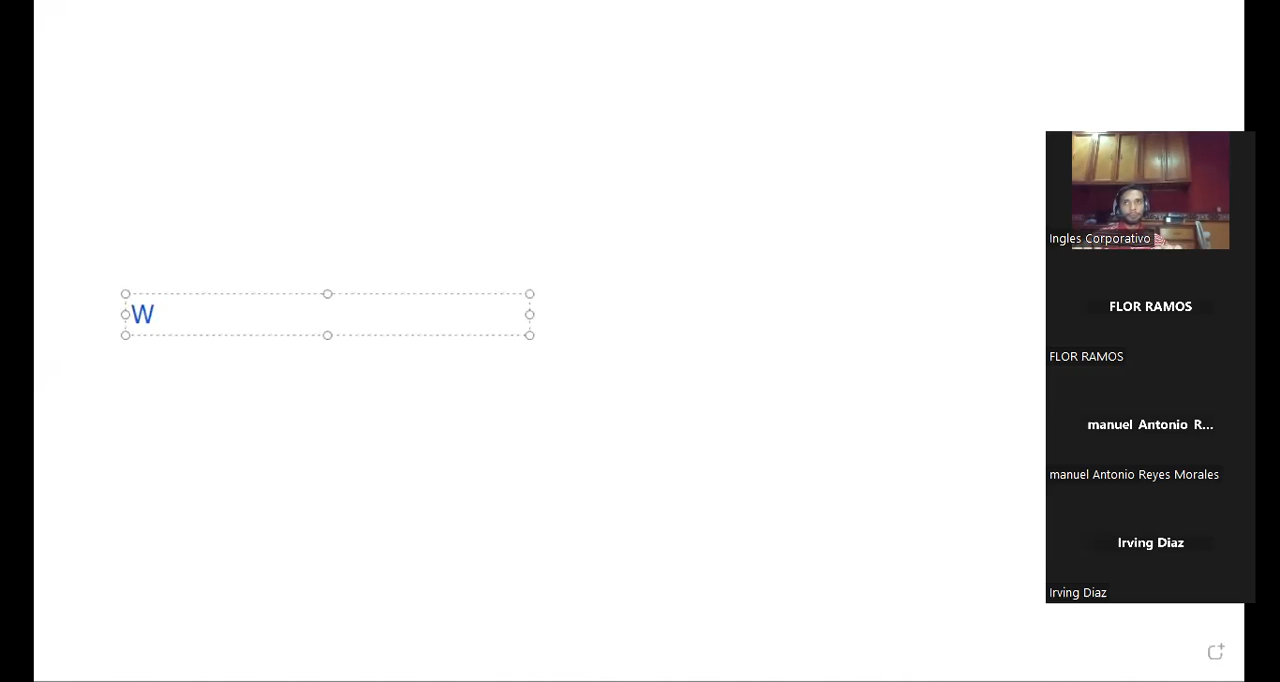 W
Ingles Corporativo
FLOR RAMOS
FLOR RAMOS
manuel Antonio R...
manuel Antonio Reyes Morales
Irving Diaz
Irving Diaz